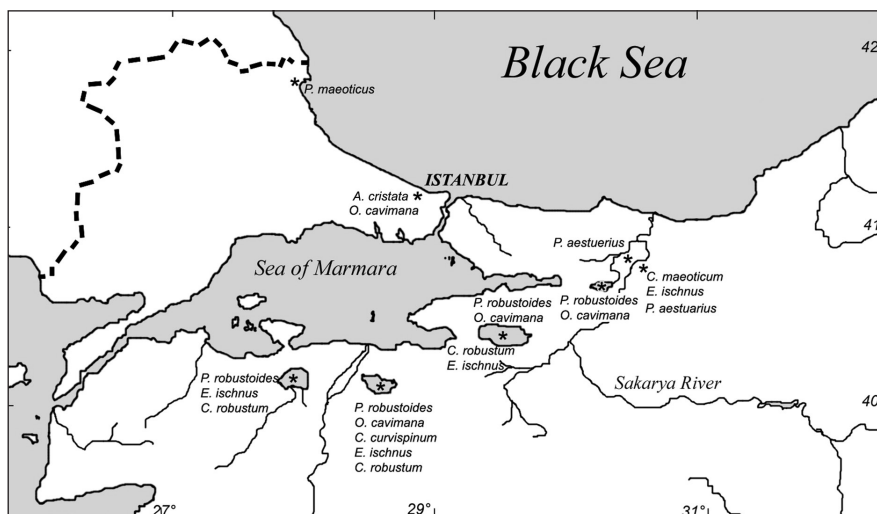 Black Sea
42
* P. maeoticus
ISTANBUL
A. cristata *
O. cavimana
41
P. aestuerius
*
*
Sea of Marmara
C. maeoticum
E. ischnus
P. aestuarius
*
P. robustoides
O. cavimana
P. robustoides
O. cavimana
*
C. robustum
E. ischnus
P. robustoides
E. ischnus
C. robustum
*
*
P. robustoides
O. cavimana
C. curvispinum
E. ischnus
C. robustum
Sakarya River
40
27°
29°
31°